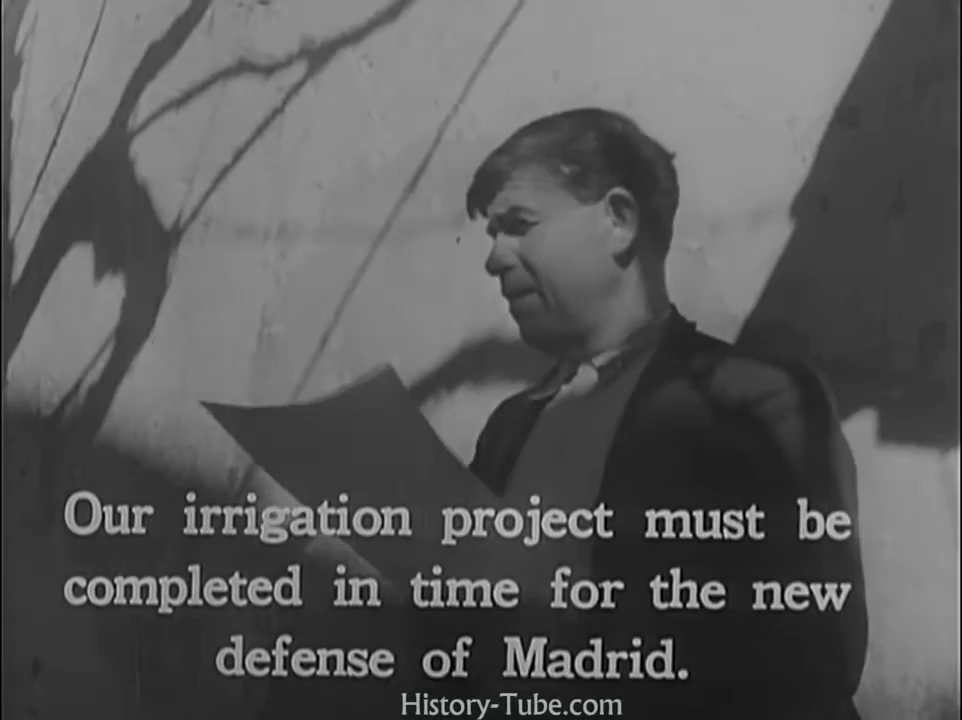 Our irrigation project must be
completed in time for the new
defense of Madrid.
History-Tube.com